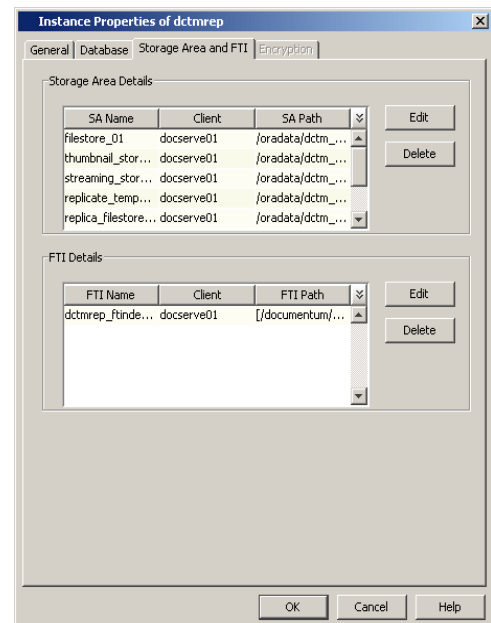 Instance Properties of dctmrep
General Database Storage Area and FTI Encryption
Storage Area Details
SA Name Client SA Path
filestore_01 docserve01 /oradata/dctm_...
thumbnail_stor... docserve01 /oradata/dctm_...
streaming_stor... docserve01 /oradata/dctm_...
replicate_temp... docserve01 /oradata/dctm_...
replica_filestore... docserve01 /oradata/dctm_...
Edit
Delete
FTI Details
FTI Name Client FTI Path
dctmrep_ftinde... docserve01 [/documentum/...
Edit
Delete
OK Cancel Help